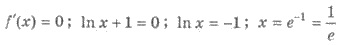 f′(x) = 0 ; ln x + 1 = 0 ; ln x = −1 ; x = e⁻¹ = 1/e